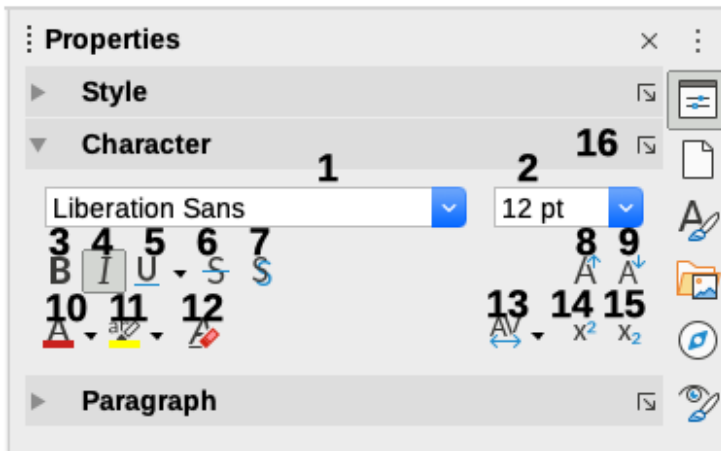 Properties
Style
Character 16
1 2
Liberation Sans 12 pt
3 4 5 6 7 8 9
B I U S S A A
10 11 12 13 14 15
A ab A AV x² x₂
Paragraph